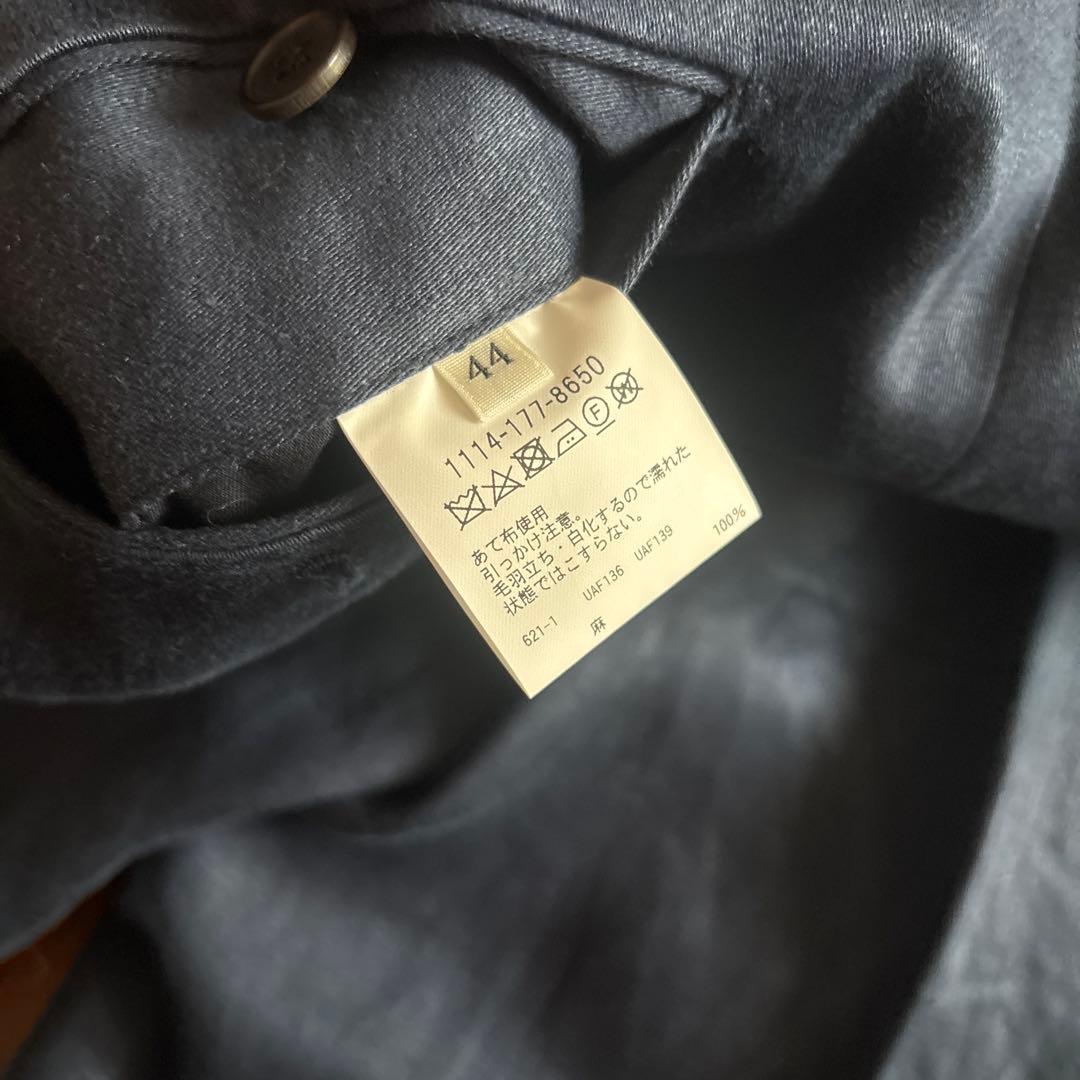 44
1114-177-8650
F W
あて布使用
引っかけ注意。
毛羽立ち・白化するので濡れた
状態ではこすらない。
621-1 UAF136 UAF139
麻 100%